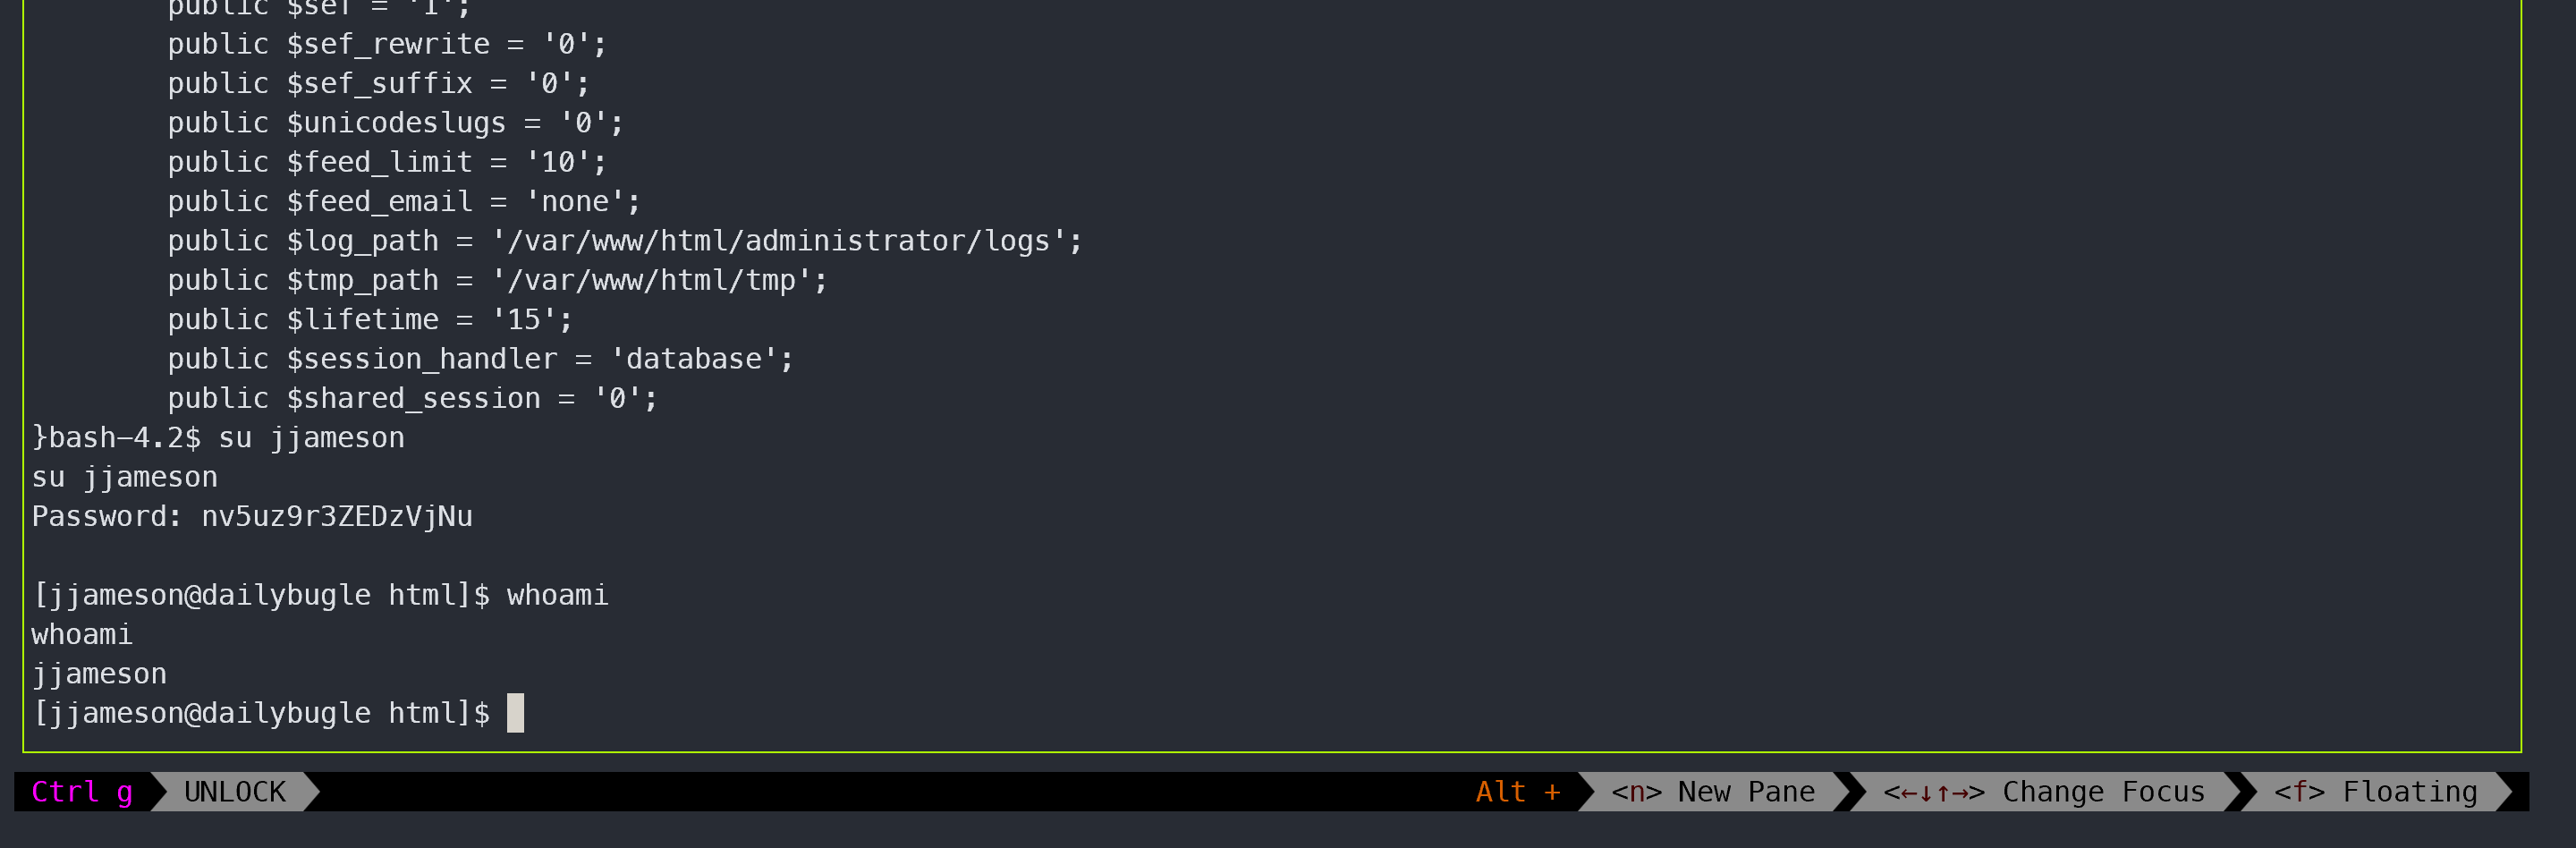 public $sef = '1';
public $sef_rewrite = '0';
public $sef_suffix = '0';
public $unicodeslugs = '0';
public $feed_limit = '10';
public $feed_email = 'none';
public $log_path = '/var/www/html/administrator/logs';
public $tmp_path = '/var/www/html/tmp';
public $lifetime = '15';
public $session_handler = 'database';
public $shared_session = '0';
}bash-4.2$ su jjameson
su jjameson
Password: nv5uz9r3ZEDzVjNu
[jjameson@dailybugle html]$ whoami
whoami
jjameson
[jjameson@dailybugle html]$
Ctrl g UNLOCK Alt + <n> New Pane <←↓↑→> Change Focus <f> Floating